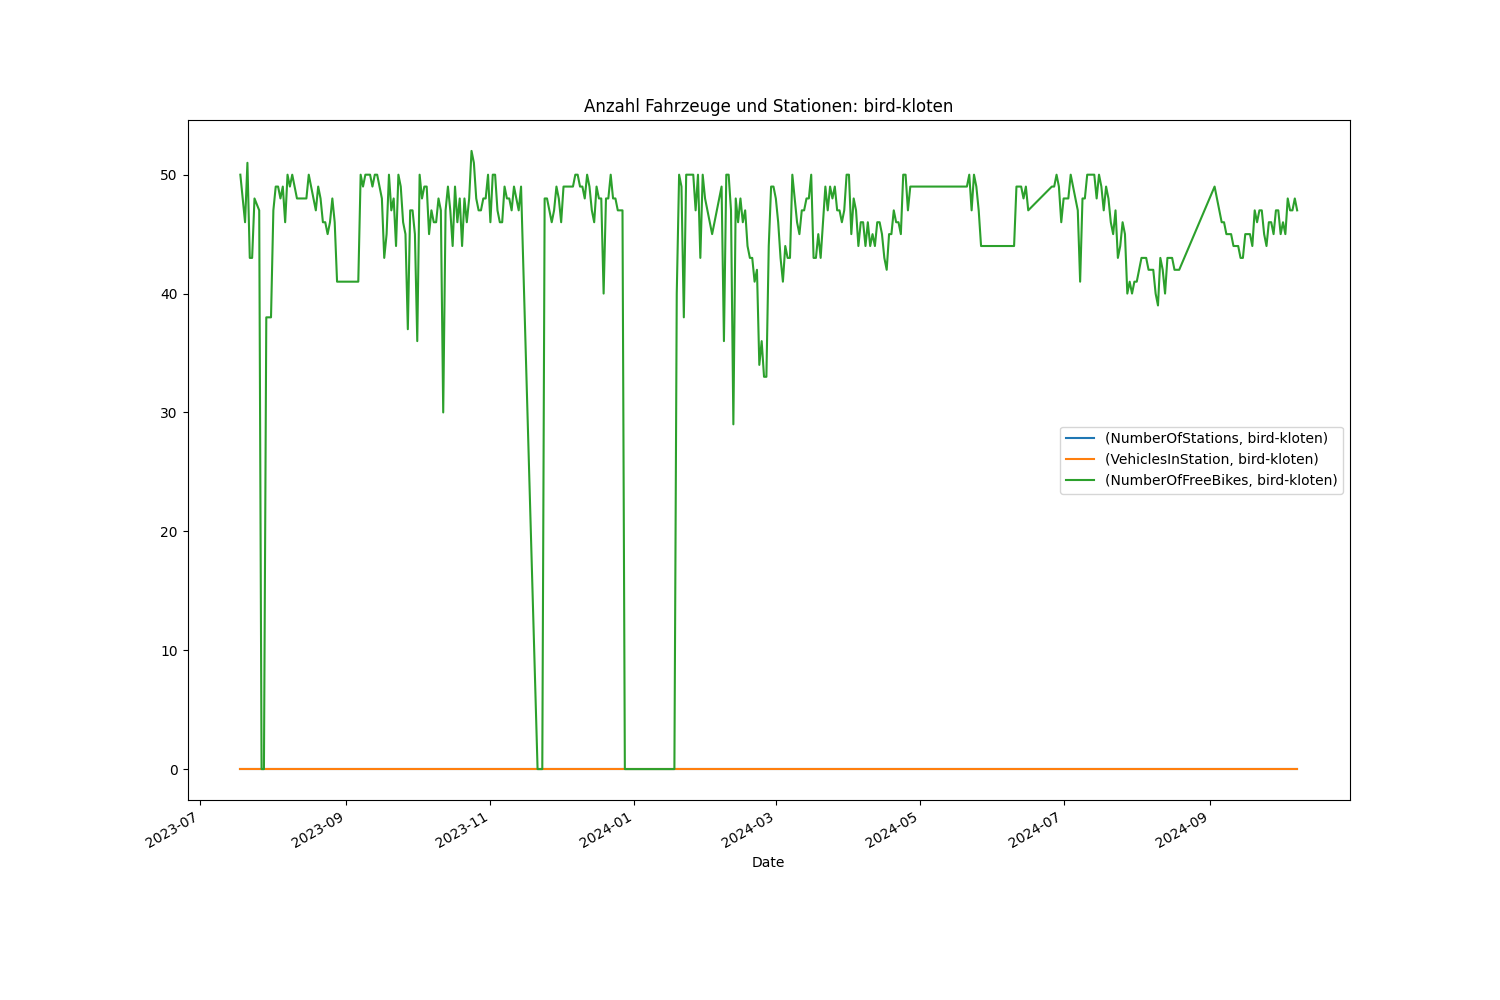 Anzahl Fahrzeuge und Stationen: bird-kloten
50
40
30
20
10
0
(NumberOfStations, bird-kloten)
(VehiclesInStation, bird-kloten)
(NumberOfFreeBikes, bird-kloten)
2023-07
2023-09
2023-11
2024-01
2024-03
2024-05
2024-07
2024-09
Date